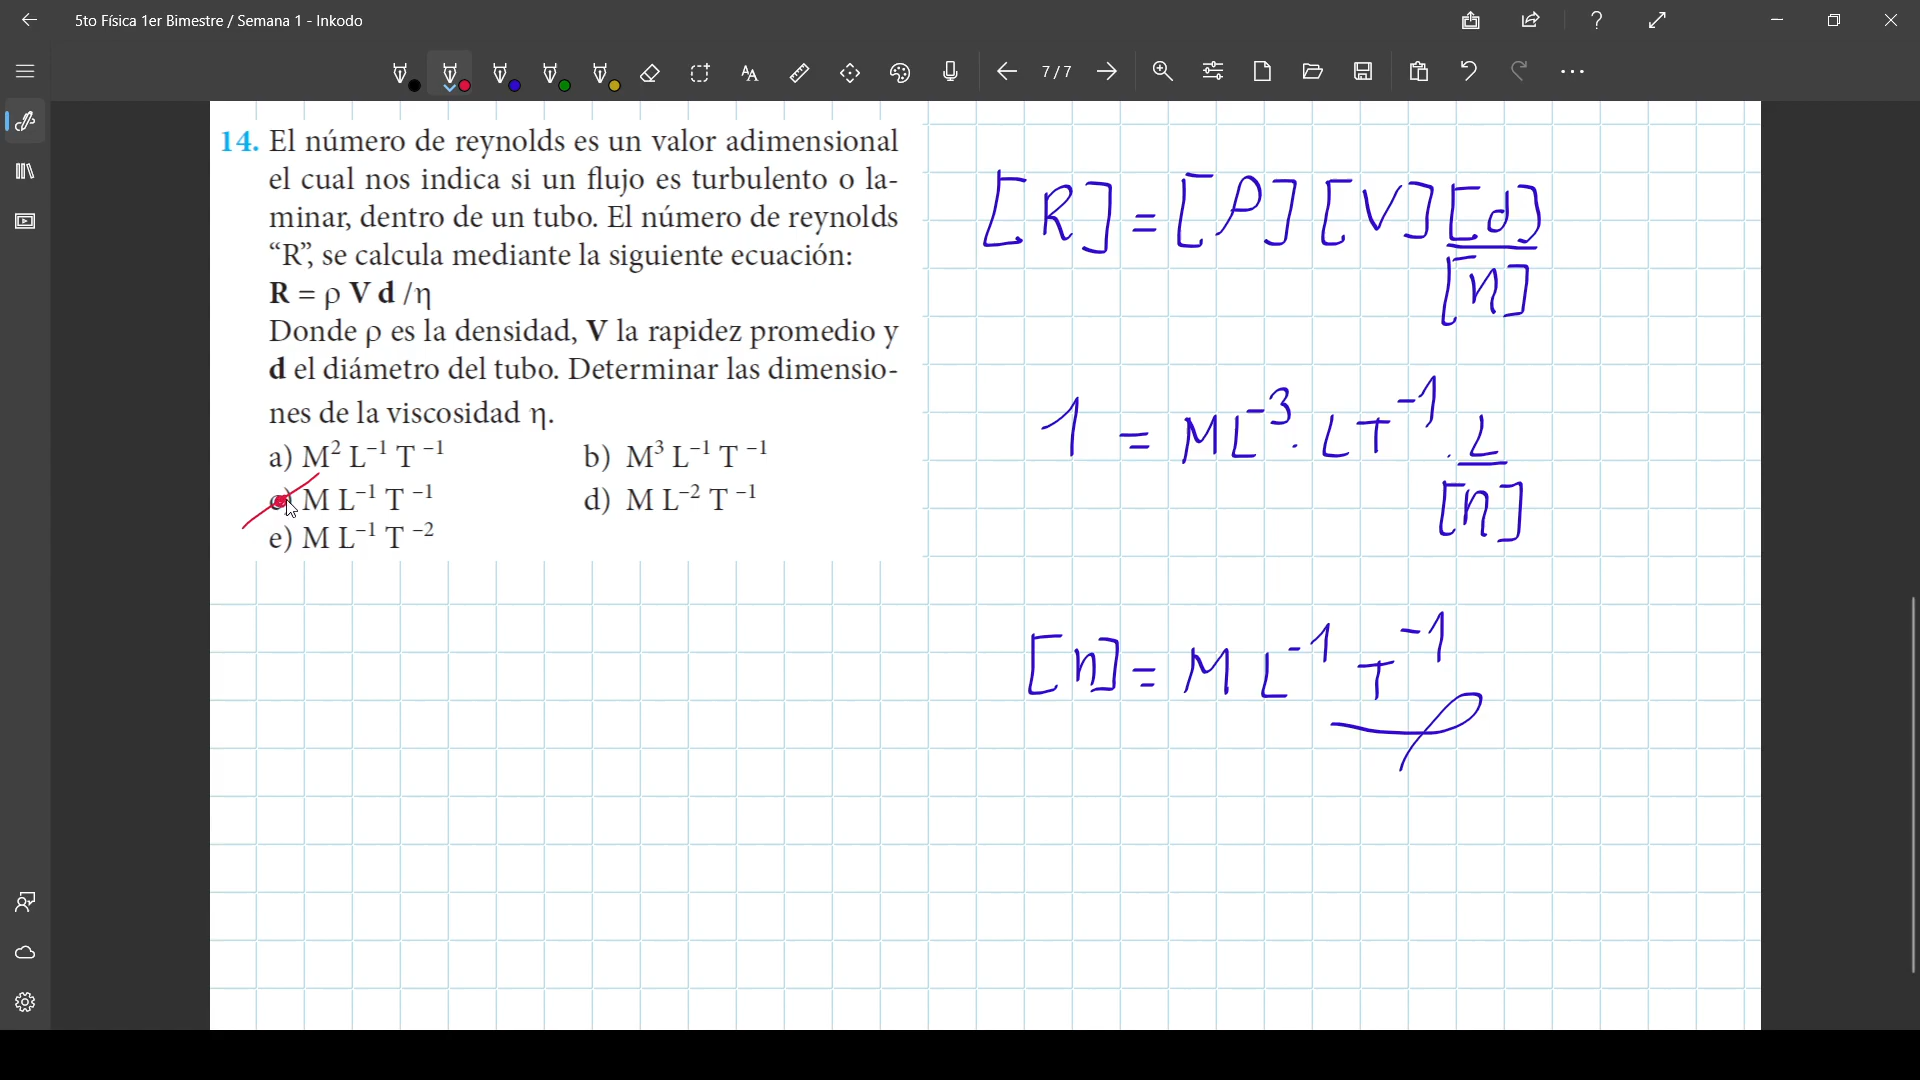 5to Física 1er Bimestre / Semana 1 - Inkodo
7/7
14. El número de reynolds es un valor adimensional
el cual nos indica si un flujo es turbulento o la-
minar, dentro de un tubo. El número de reynolds
“R”, se calcula mediante la siguiente ecuación:
R = ρ V d /η
Donde ρ es la densidad, V la rapidez promedio y
d el diámetro del tubo. Determinar las dimensio-
nes de la viscosidad η.
a) M² L⁻¹ T⁻¹ b) M³ L⁻¹ T⁻¹
c) M L⁻¹ T⁻¹ d) M L⁻² T⁻¹
e) M L⁻¹ T⁻²
[R] = [ρ] [V] [d]
[η]
1 = M L⁻³ . L T⁻¹ . L
[η]
[η] = M L⁻¹ T⁻¹